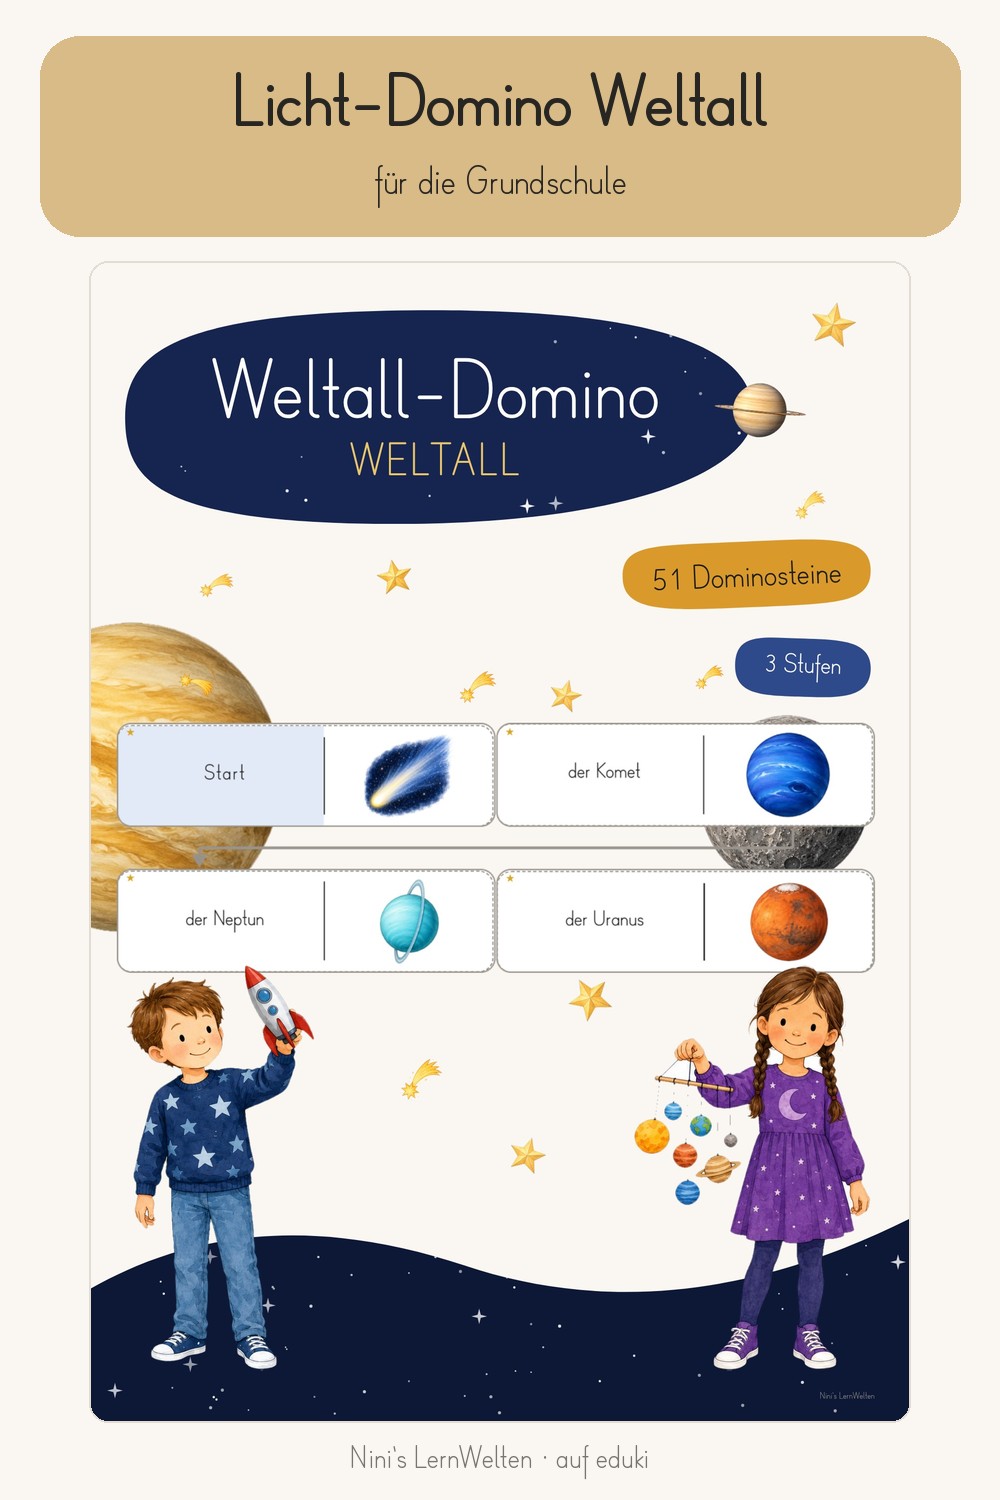 Licht-Domino Weltall
für die Grundschule
Weltall-Domino
WELTALL
51 Dominosteine
3 Stufen
Start
der Komet
der Neptun
der Uranus
Nini's LernWelten
Nini's LernWelten · auf eduki